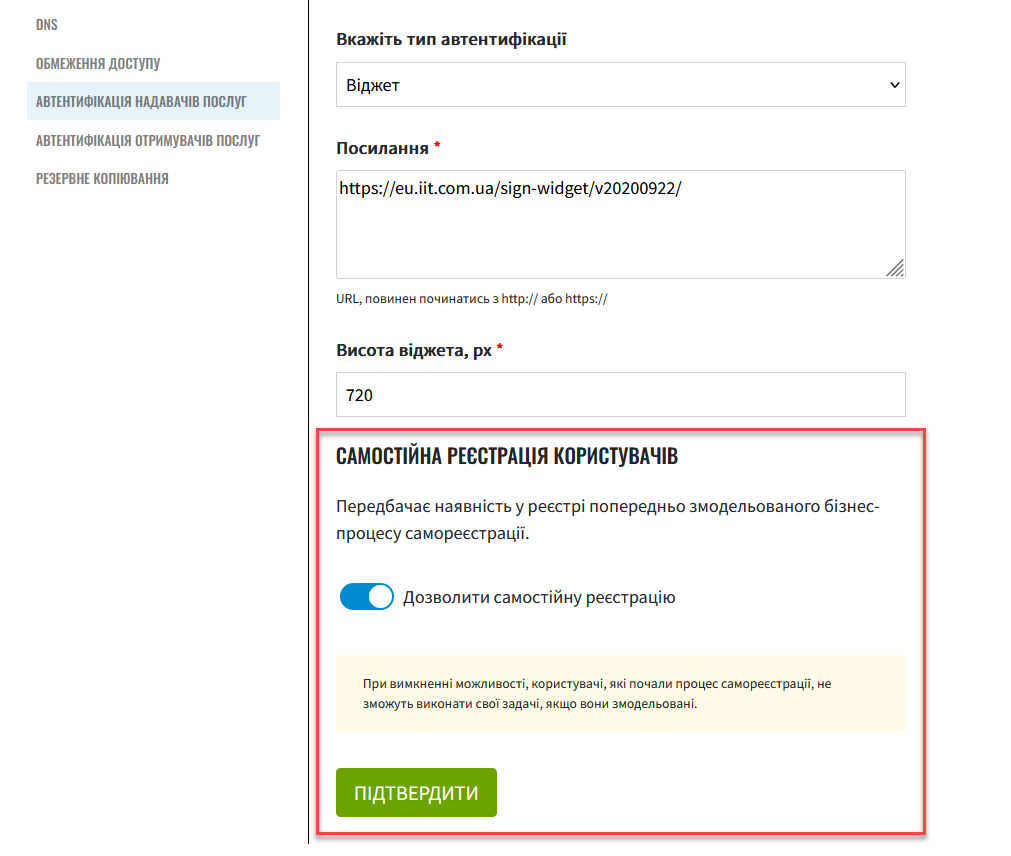 DNS
ОБМЕЖЕННЯ ДОСТУПУ
АВТЕНТИФІКАЦІЯ НАДАВАЧІВ ПОСЛУГ
АВТЕНТИФІКАЦІЯ ОТРИМУВАЧІВ ПОСЛУГ
РЕЗЕРВНЕ КОПІЮВАННЯ
Вкажіть тип автентифікації
Віджет
Посилання *
https://eu.iit.com.ua/sign-widget/v20200922/
URL, повинен починатись з http:// або https://
Висота віджета, px *
720
САМОСТІЙНА РЕЄСТРАЦІЯ КОРИСТУВАЧІВ
Передбачає наявність у реєстрі попередньо змодельованого бізнес-
процесу самореєстрації.
Дозволити самостійну реєстрацію
При вимкненні можливості, користувачі, які почали процес самореєстрації, не
зможуть виконати свої задачі, якщо вони змодельовані.
ПІДТВЕРДИТИ